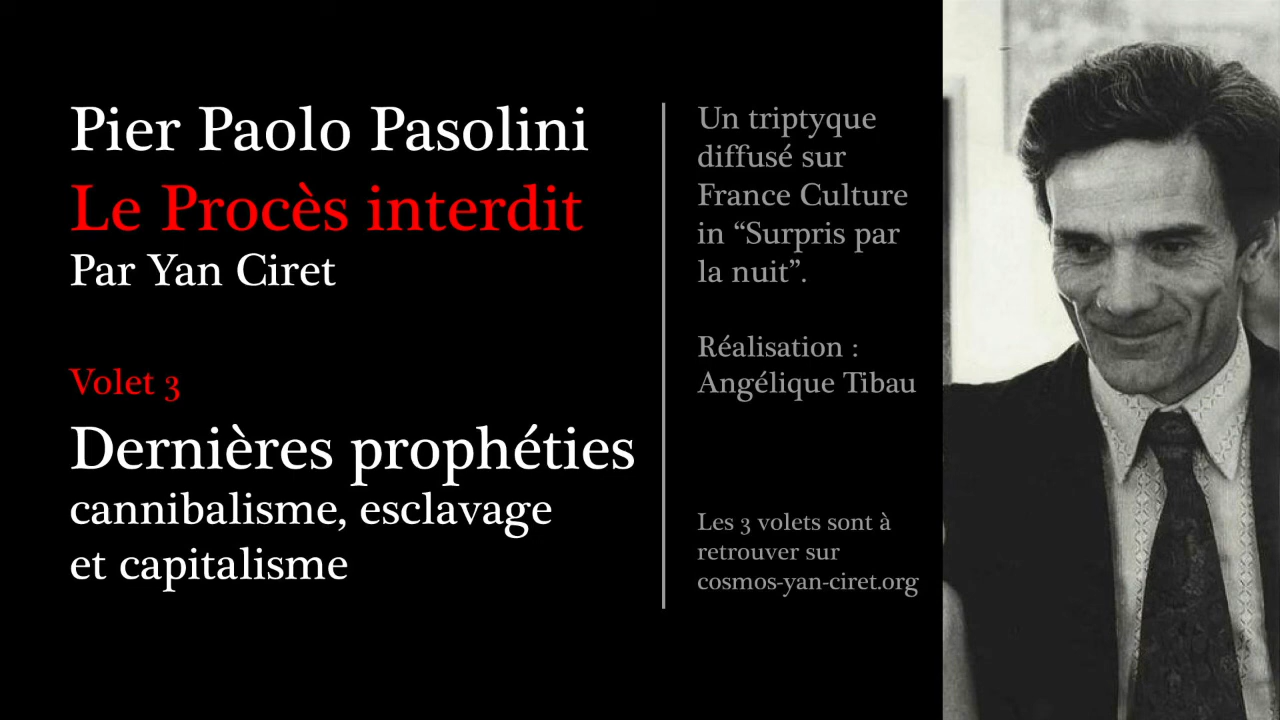 Pier Paolo Pasolini
Le Procès interdit
Par Yan Ciret
Volet 3
Dernières prophéties
cannibalisme, esclavage
et capitalisme
Un triptyque
diffusé sur
France Culture
in “Surpris par
la nuit”.
Réalisation :
Angélique Tibau
Les 3 volets sont à
retrouver sur
cosmos-yan-ciret.org